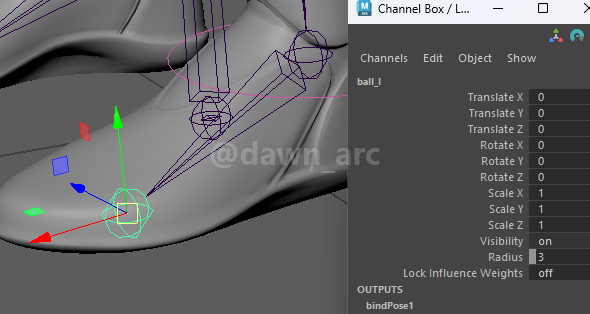 Channel Box / L...
Channels Edit Object Show
ball_l
Translate X 0
Translate Y 0
Translate Z 0
Rotate X 0
Rotate Y 0
Rotate Z 0
Scale X 1
Scale Y 1
Scale Z 1
Visibility on
Radius 3
Lock Influence Weights off
OUTPUTS
bindPose1
@dawn_arc